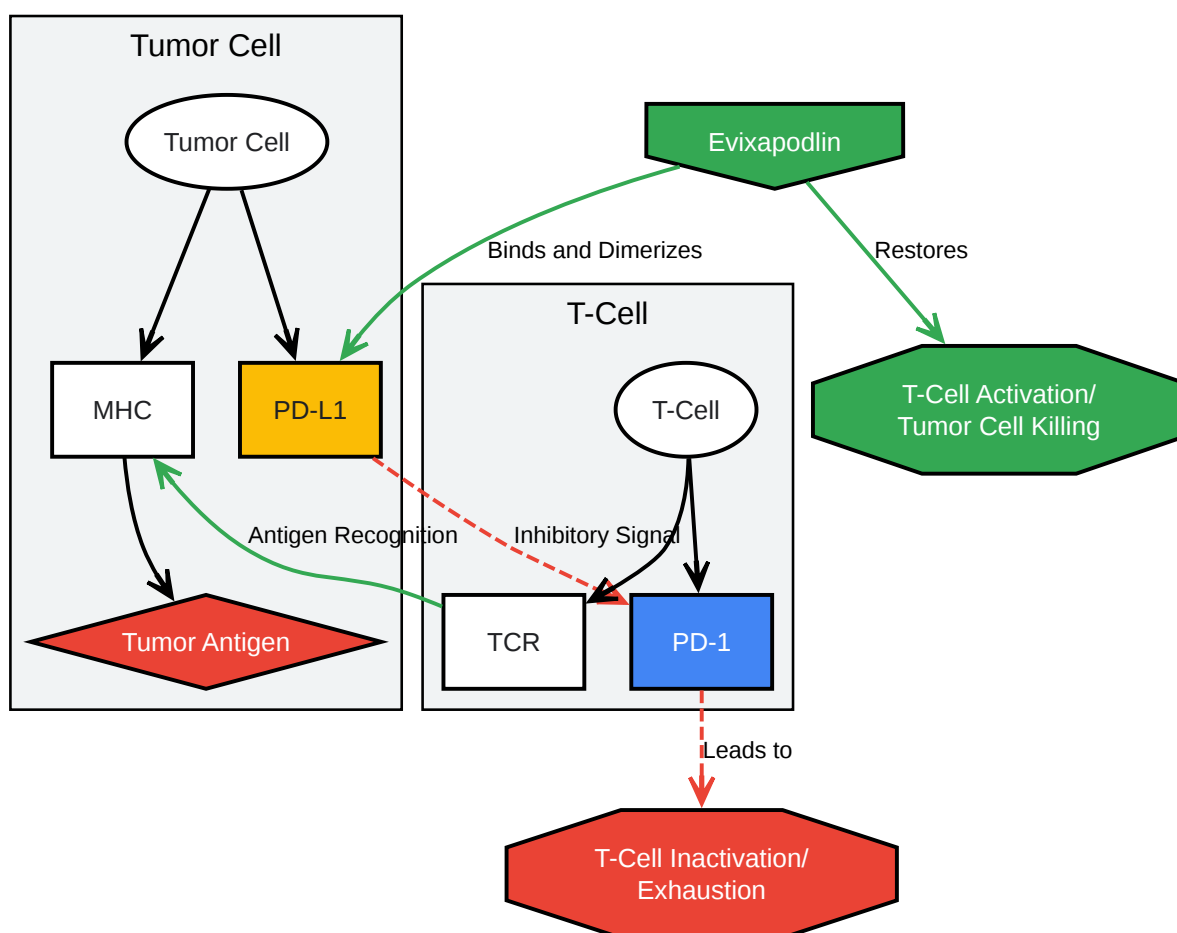 Tumor Cell
Tumor Cell
Evixapodlin
Binds and Dimerizes
Restores
T-Cell
MHC
PD-L1
T-Cell
T-Cell Activation/
Tumor Cell Killing
Antigen Recognition
Inhibitory Signal
Tumor Antigen
TCR
PD-1
Leads to
T-Cell Inactivation/
Exhaustion